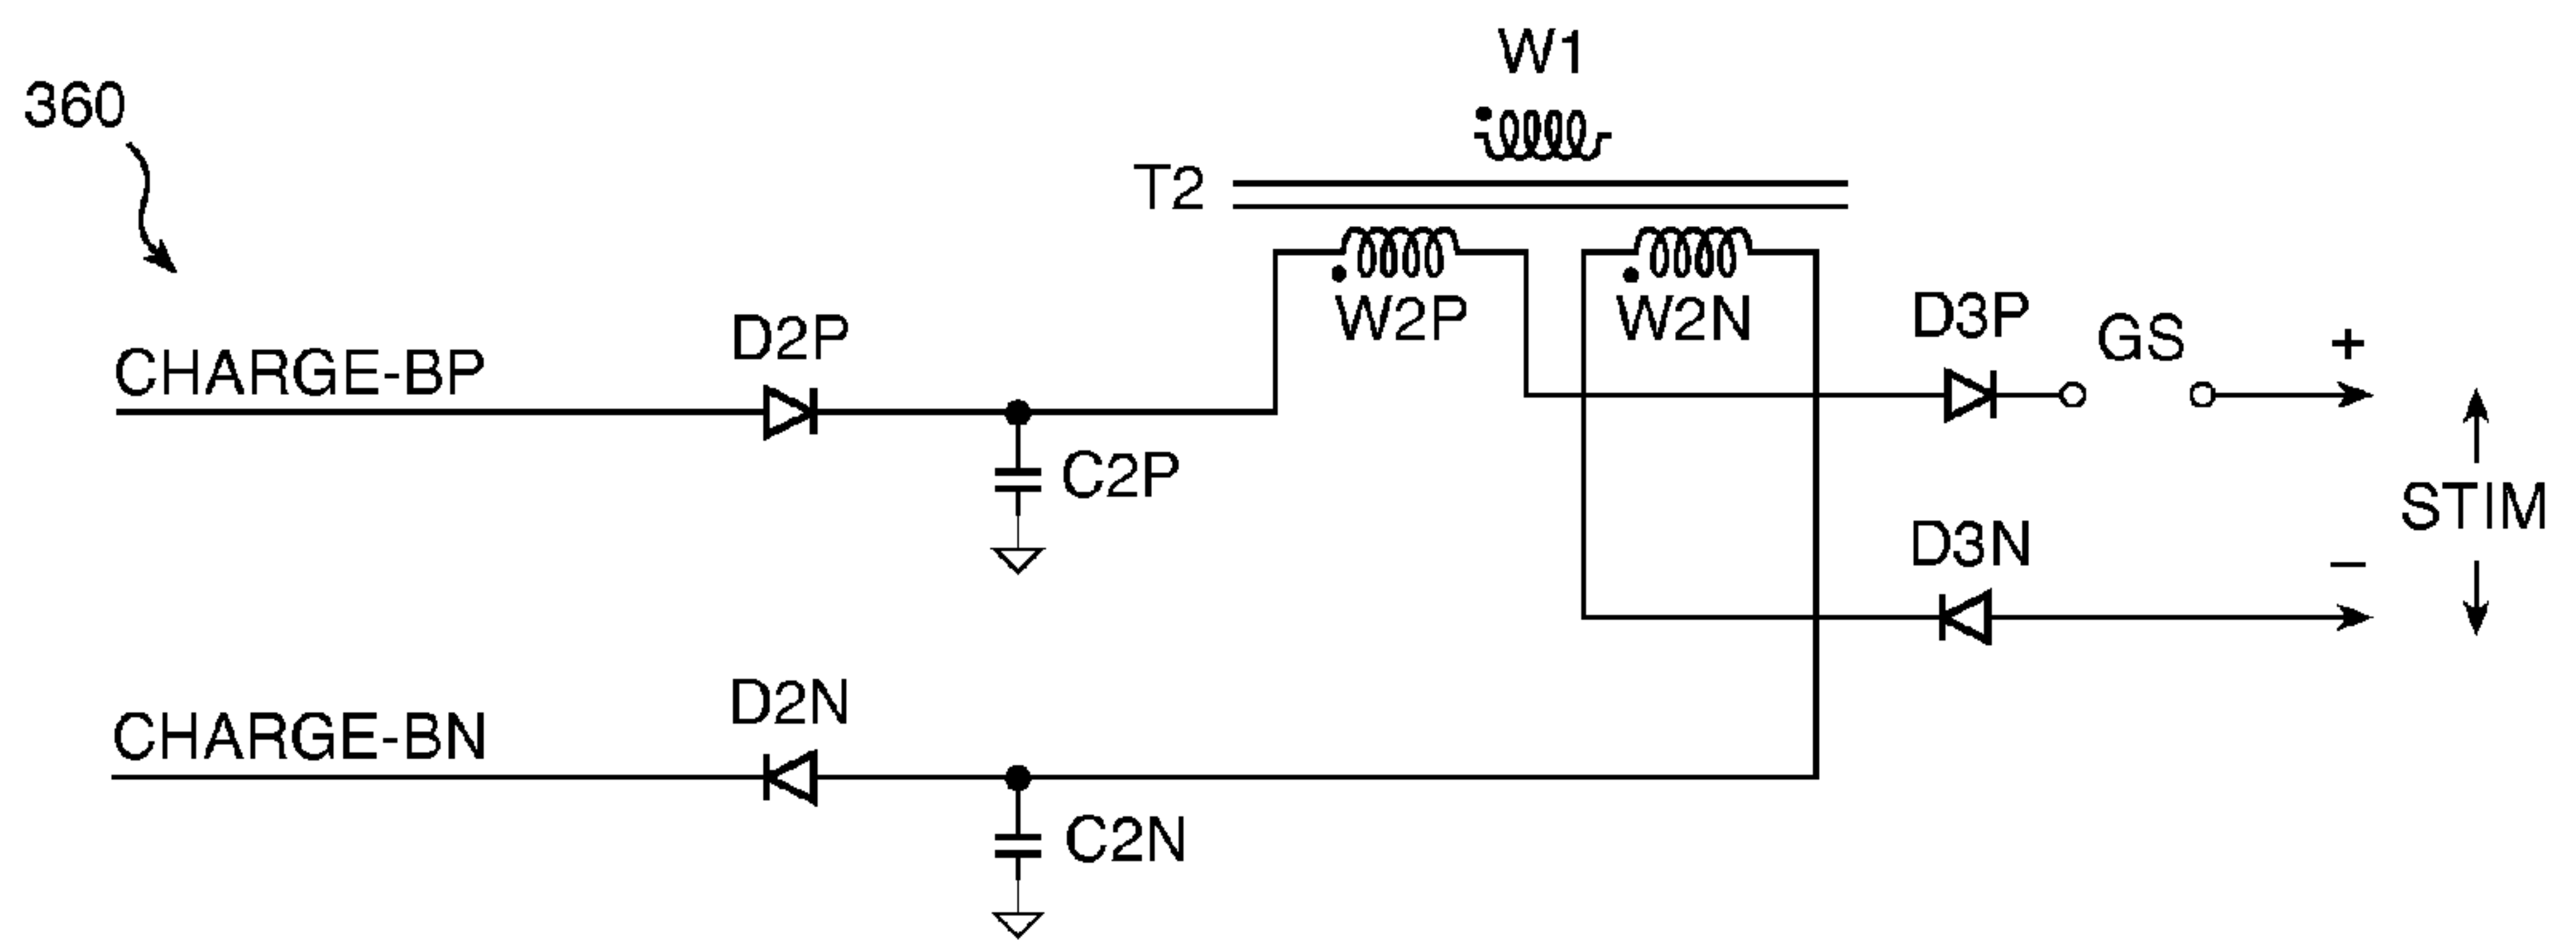 W1
360
T2
W2P
W2N
D3P
GS
+
D2P
CHARGE-BP
C2P
STIM
D3N
–
D2N
CHARGE-BN
C2N